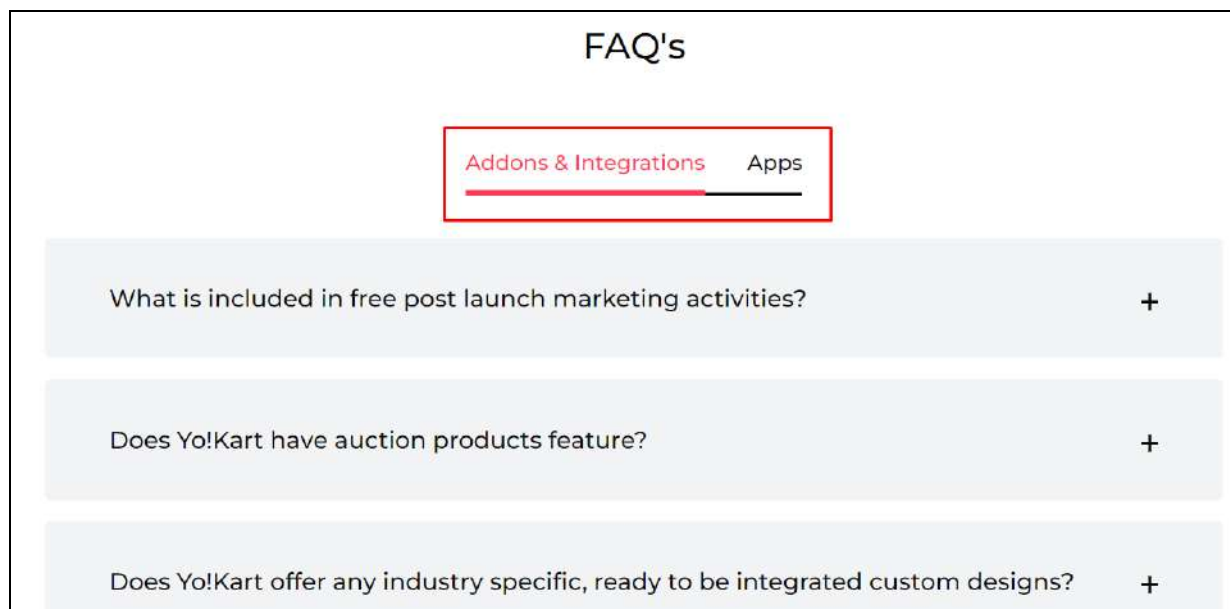 FAQ's
Addons & Integrations Apps
What is included in free post launch marketing activities? +
Does Yo!Kart have auction products feature? +
Does Yo!Kart offer any industry specific, ready to be integrated custom designs? +